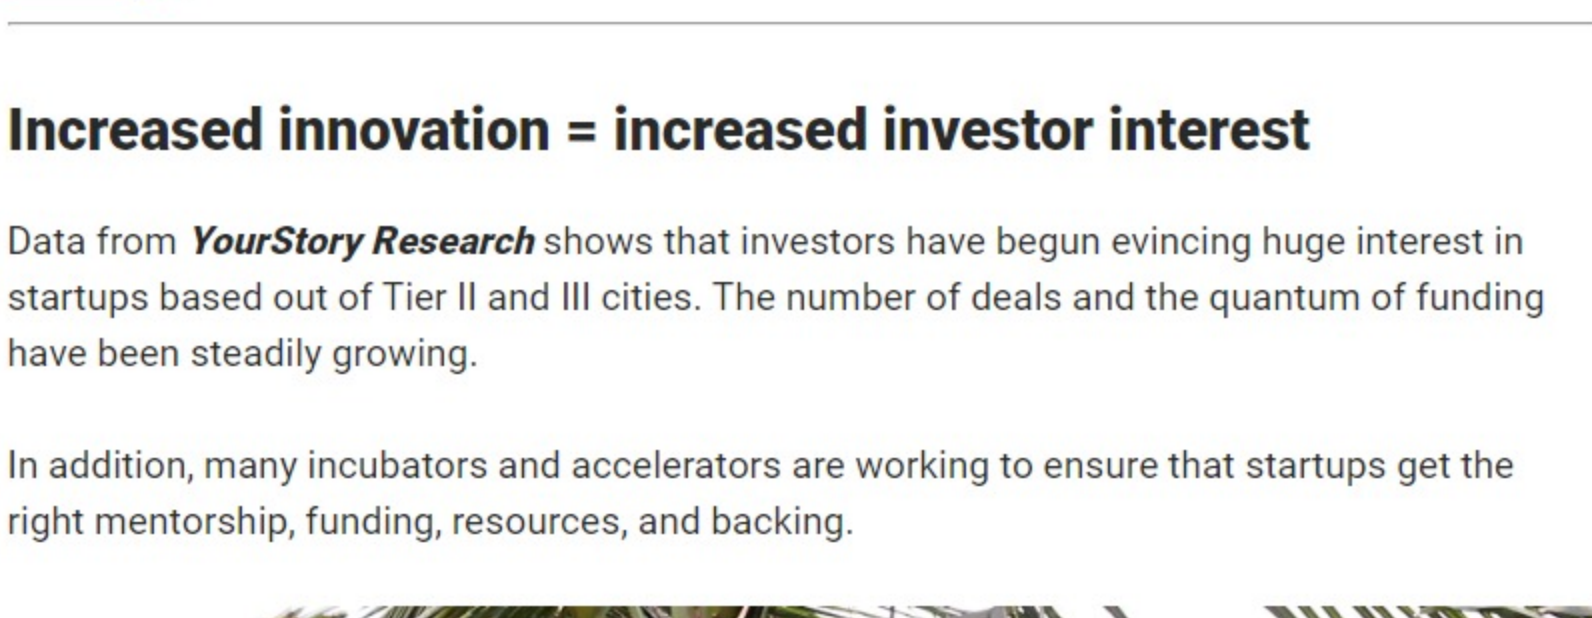 Increased innovation = increased investor interest
Data from YourStory Research shows that investors have begun evincing huge interest in
startups based out of Tier II and III cities. The number of deals and the quantum of funding
have been steadily growing.
In addition, many incubators and accelerators are working to ensure that startups get the
right mentorship, funding, resources, and backing.